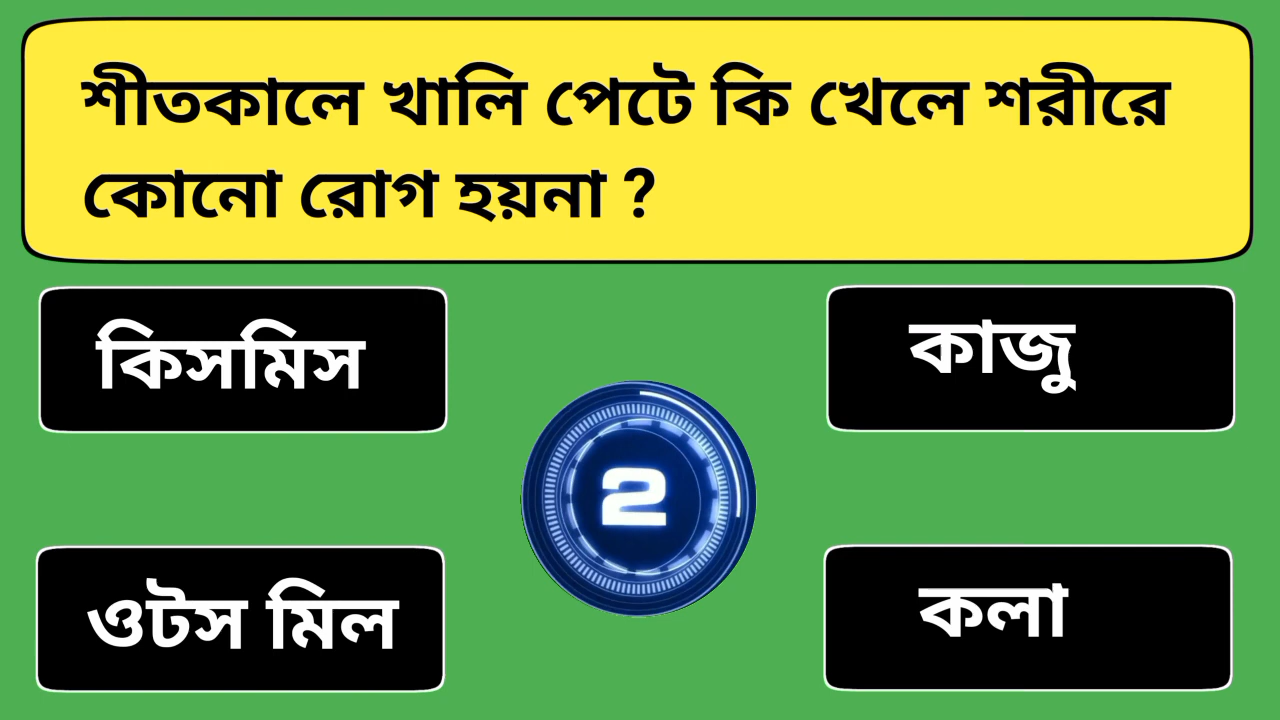 শীতকালে খালি পেটে কি খেলে শরীরে
কোনো রোগ হয়না ?
কিসমিস
কাজু
2
ওটস মিল
কলা